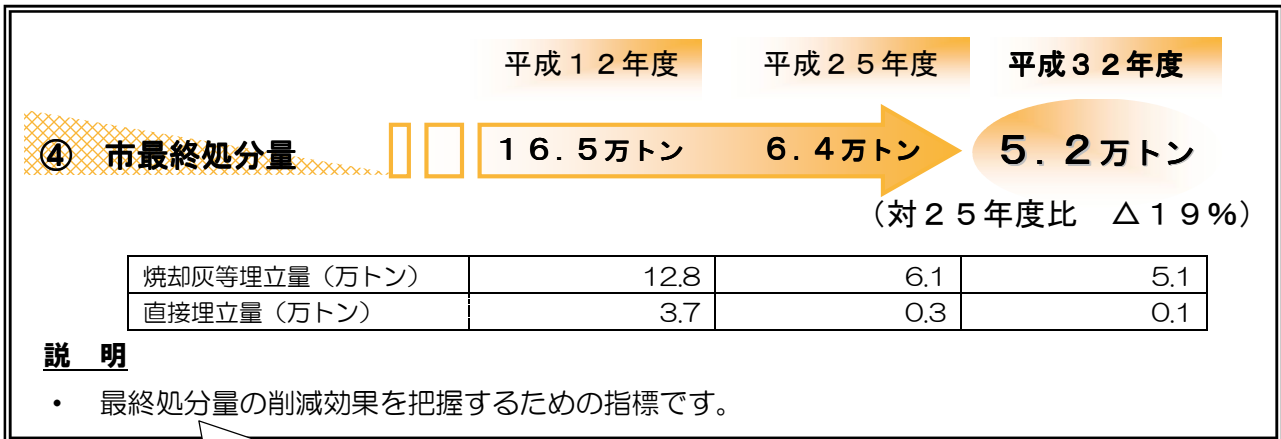 平成１２年度 平成２５年度 平成３２年度
④ 市最終処分量 １６．５万トン ６．４万トン ５．２万トン
（対２５年度比 △１９％）
焼却灰等埋立量（万トン） 12.8 6.1 5.1
直接埋立量（万トン） 3.7 0.3 0.1
説 明
・ 最終処分量の削減効果を把握するための指標です。